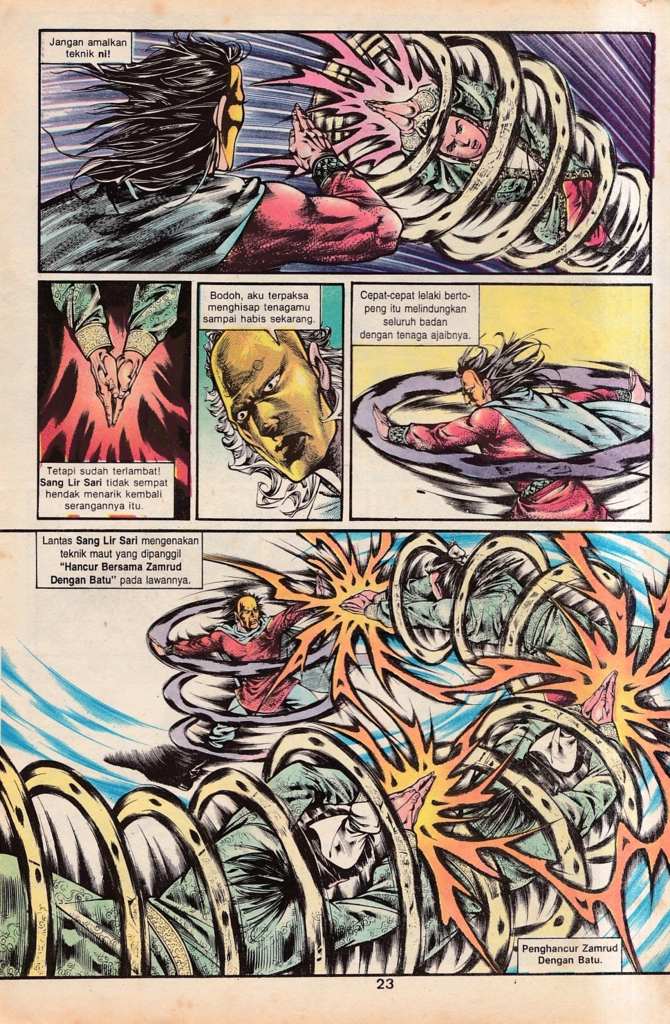 Jangan amalkan
teknik ni!
Tetapi sudah terlambat!
Sang Lir Sari tidak sempat
hendak menarik kembali
serangannya itu.
Bodoh, aku terpaksa
menghisap tenagamu
sampai habis sekarang.
Cepat-cepat lelaki berto-
peng itu melindungkan
seluruh badan
dengan tenaga ajaibnya.
Lantas Sang Lir Sari mengenakan
teknik maut yang dipanggil
"Hancur Bersama Zamrud
Dengan Batu" pada lawannya.
Penghancur Zamrud
Dengan Batu.
23